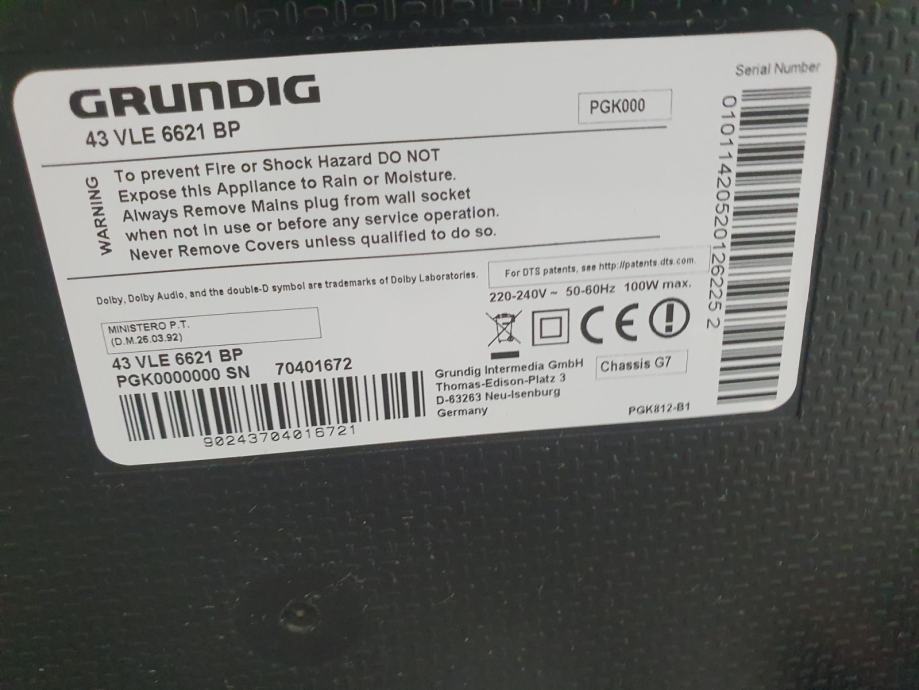 GRUNDIG
43 VLE 6621 BP
PGK000
Serial Number
WARNING
To prevent Fire or Shock Hazard DO NOT
Expose this Appliance to Rain or Moisture.
Always Remove Mains plug from wall socket
when not in use or before any service operation.
Never Remove Covers unless qualified to do so.
Dolby, Dolby Audio, and the double-D symbol are trademarks of Dolby Laboratories.
For DTS patents, see http://patents.dts.com.
220-240V ~ 50-60Hz 100W max.
MINISTERO P.T.
(D.M.26.03.92)
43 VLE 6621 BP
PGK0000000 SN 70401672
90243704016721
CE
Grundig Intermedia GmbH
Thomas-Edison-Platz 3
D-63263 Neu-Isenburg
Germany
Chassis G7
PGK812-B1
010114205201262252